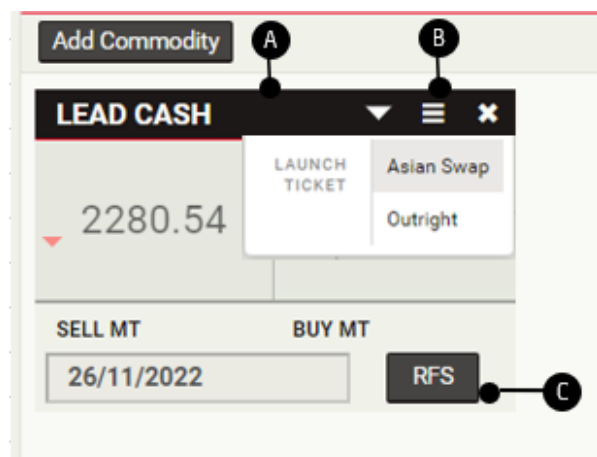 Add Commodity
A
B
LEAD CASH
LAUNCH
TICKET
Asian Swap
Outright
2280.54
SELL MT
BUY MT
26/11/2022
RFS
C